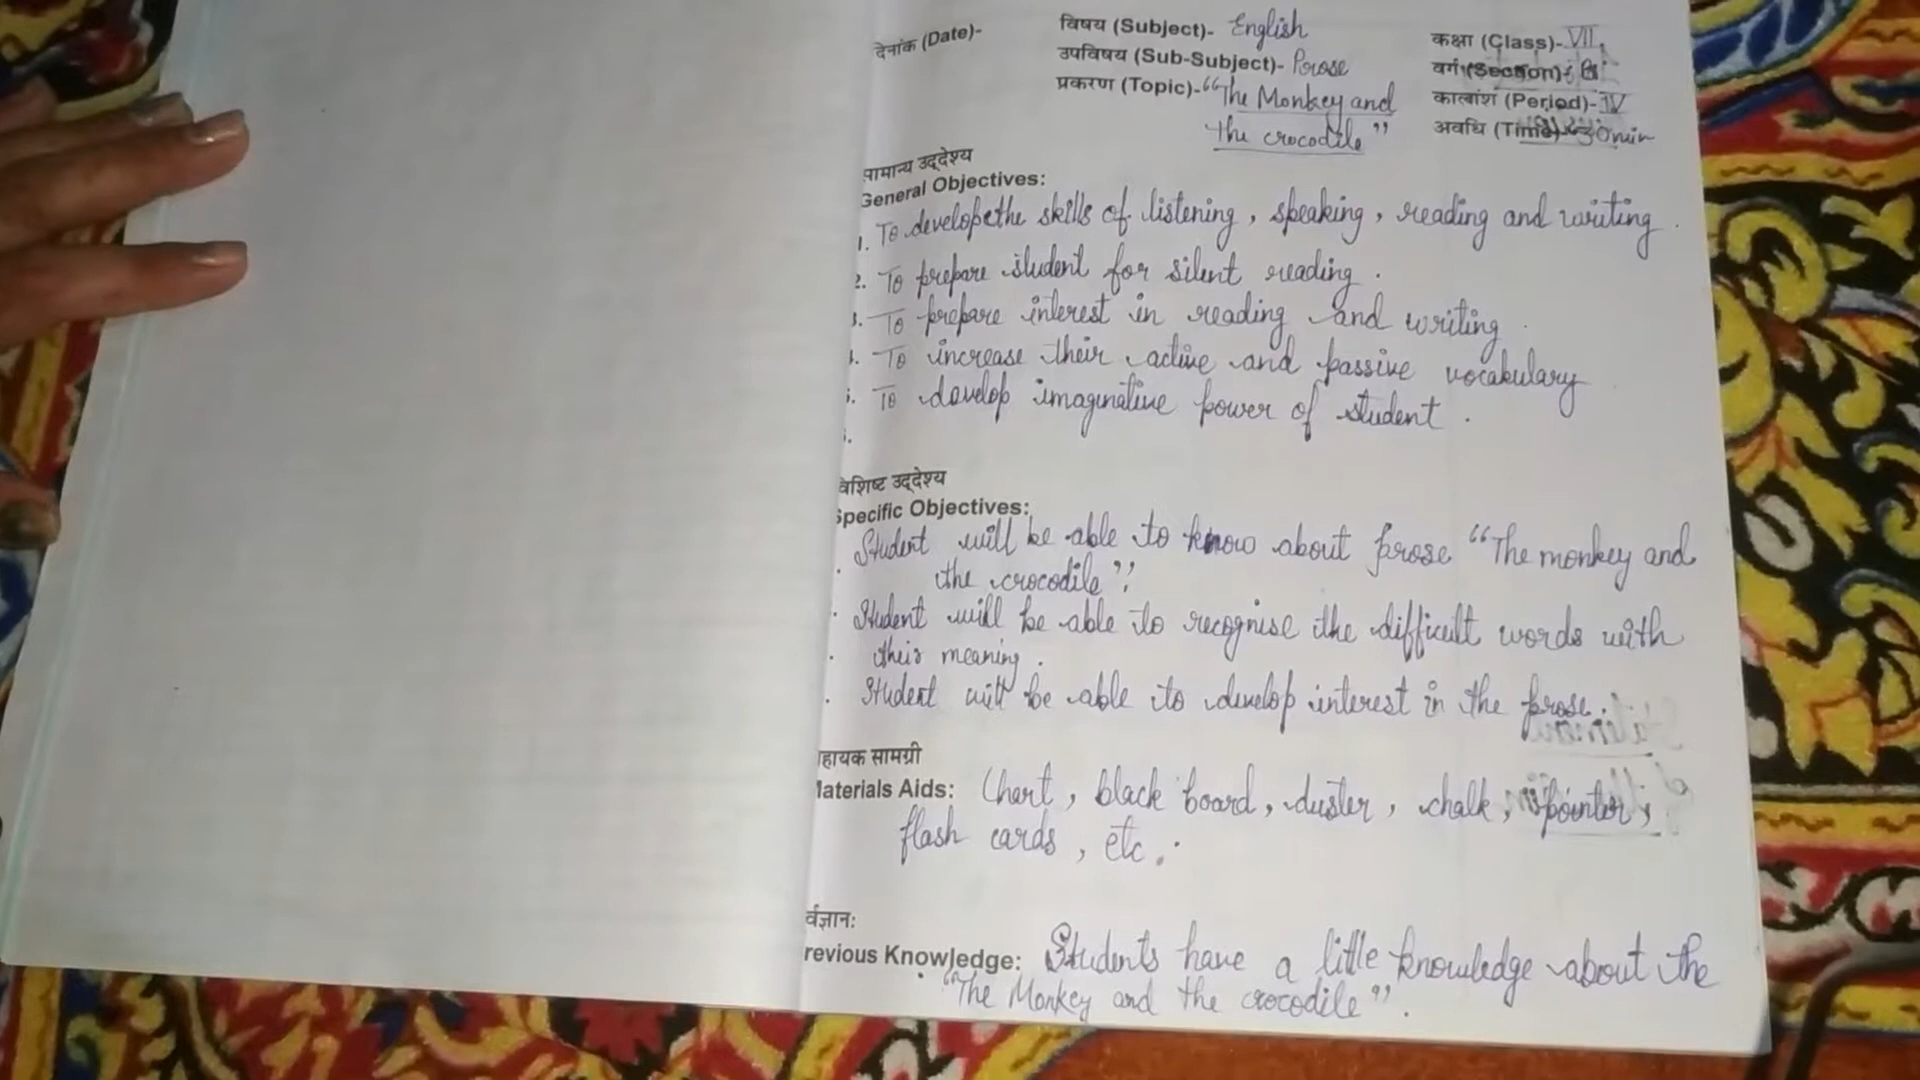 देनांक (Date)-
विषय (Subject)- English
उपविषय (Sub-Subject)- Prose
प्रकरण (Topic)-"The Monkey and
the crocodile"
कक्षा (Class)- VII
वर्ग (Section)-
कालांश (Period)- IV
अवधि (Time)- 30min
सामान्य उद्देश्य
General Objectives:
1. To develope the skills of listening, speaking, reading and writing.
2. To prepare student for silent reading.
3. To prepare interest in reading and writing.
To increase their active and passive vocabulary
To develop imaginative power of student.
वेशिष्ट उद्देश्य
Specific Objectives:
Student will be able to know about prose "The monkey and
the crocodile".
Student will be able to recognise the difficult words with
their meaning.
Student will be able to develop interest in the prose.
हायक सामग्री
Materials Aids: Chart, black board, duster, chalk, pointer,
flash cards, etc.
र्वज्ञान:
revious Knowledge: Students have a little knowledge about the
"The Monkey and the crocodile".